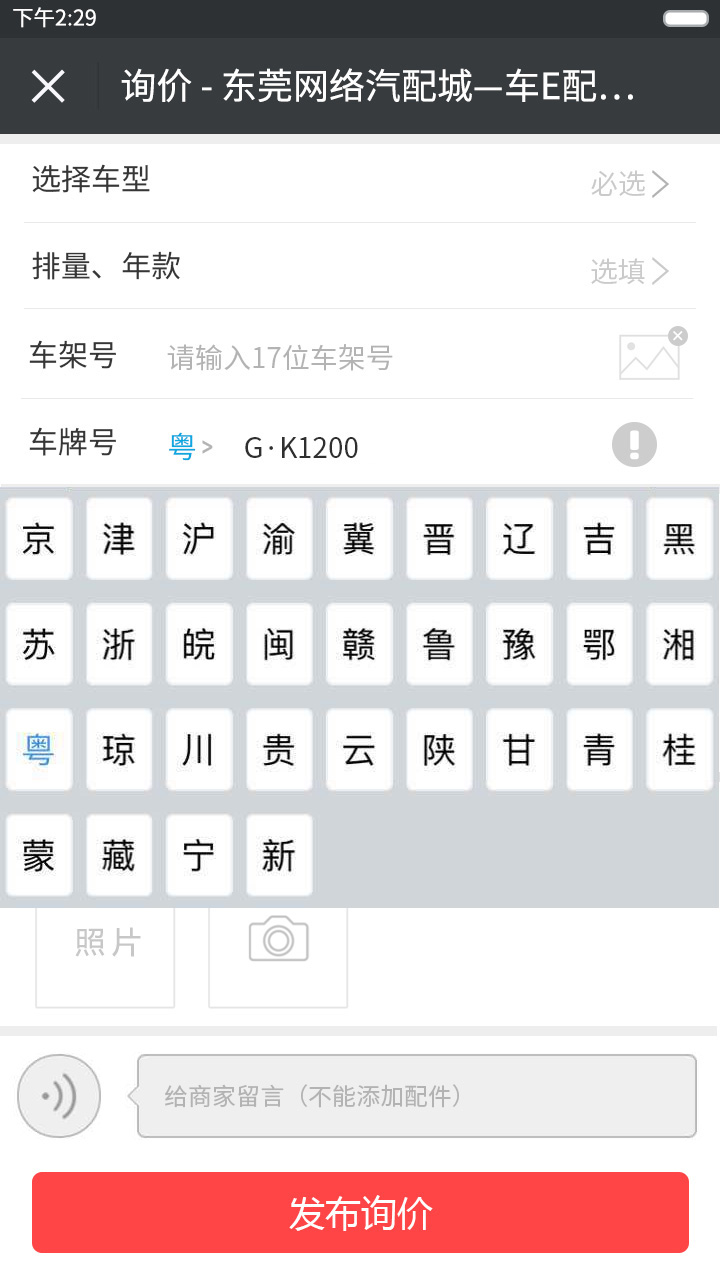 下午2:29
询价 - 东莞网络汽配城—车E配…
选择车型 必选
排量、年款 选填
车架号 请输入17位车架号
车牌号 粤 > G·K1200
京 津 沪 渝 冀 晋 辽 吉 黑
苏 浙 皖 闽 赣 鲁 豫 鄂 湘
粤 琼 川 贵 云 陕 甘 青 桂
蒙 藏 宁 新
照片
给商家留言（不能添加配件）
发布询价